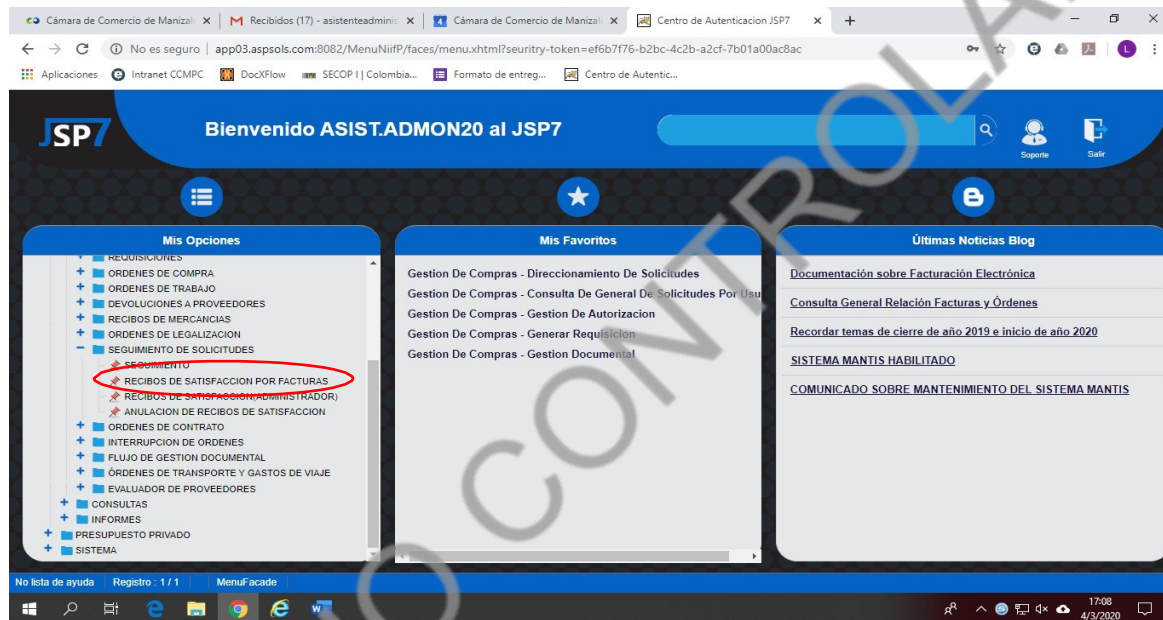 Cámara de Comercio de Manizal
Recibidos (17) - asistenteadminis
Cámara de Comercio de Manizal
Centro de Autenticacion JSP7
No es seguro | app03.aspsols.com:8082/MenuNiifP/faces/menu.xhtml?seuritry-token=ef6b7f76-b2bc-4c2b-a2cf-7b01a00ac8ac
L
Aplicaciones
Intranet CCMPC
DocXFlow
SECOP I | Colombia...
Formato de entreg...
Centro de Autentic...
JSP7
Bienvenido ASIST.ADMON20 al JSP7
Soporte
Salir
Mis Opciones
REQUISICIONES
ORDENES DE COMPRA
ORDENES DE TRABAJO
DEVOLUCIONES A PROVEEDORES
RECIBOS DE MERCANCIAS
ORDENES DE LEGALIZACION
SEGUIMIENTO DE SOLICITUDES
SEGUIMIENTO
RECIBOS DE SATISFACCION POR FACTURAS
RECIBOS DE SATISFACCION(ADMINISTRADOR)
ANULACION DE RECIBOS DE SATISFACCION
ORDENES DE CONTRATO
INTERRUPCION DE ORDENES
FLUJO DE GESTION DOCUMENTAL
ÓRDENES DE TRANSPORTE Y GASTOS DE VIAJE
EVALUADOR DE PROVEEDORES
CONSULTAS
INFORMES
PRESUPUESTO PRIVADO
SISTEMA
Mis Favoritos
Gestion De Compras - Direccionamiento De Solicitudes
Gestion De Compras - Consulta De General De Solicitudes Por Usu
Gestion De Compras - Gestion De Autorizacion
Gestion De Compras - Generar Requisicion
Gestion De Compras - Gestion Documental
Últimas Noticias Blog
Documentación sobre Facturación Electrónica
Consulta General Relación Facturas y Órdenes
Recordar temas de cierre de año 2019 e inicio de año 2020
SISTEMA MANTIS HABILITADO
COMUNICADO SOBRE MANTENIMIENTO DEL SISTEMA MANTIS
No lista de ayuda
Registro : 1 / 1
MenuFacade
17:08
4/3/2020
O CONTROLA